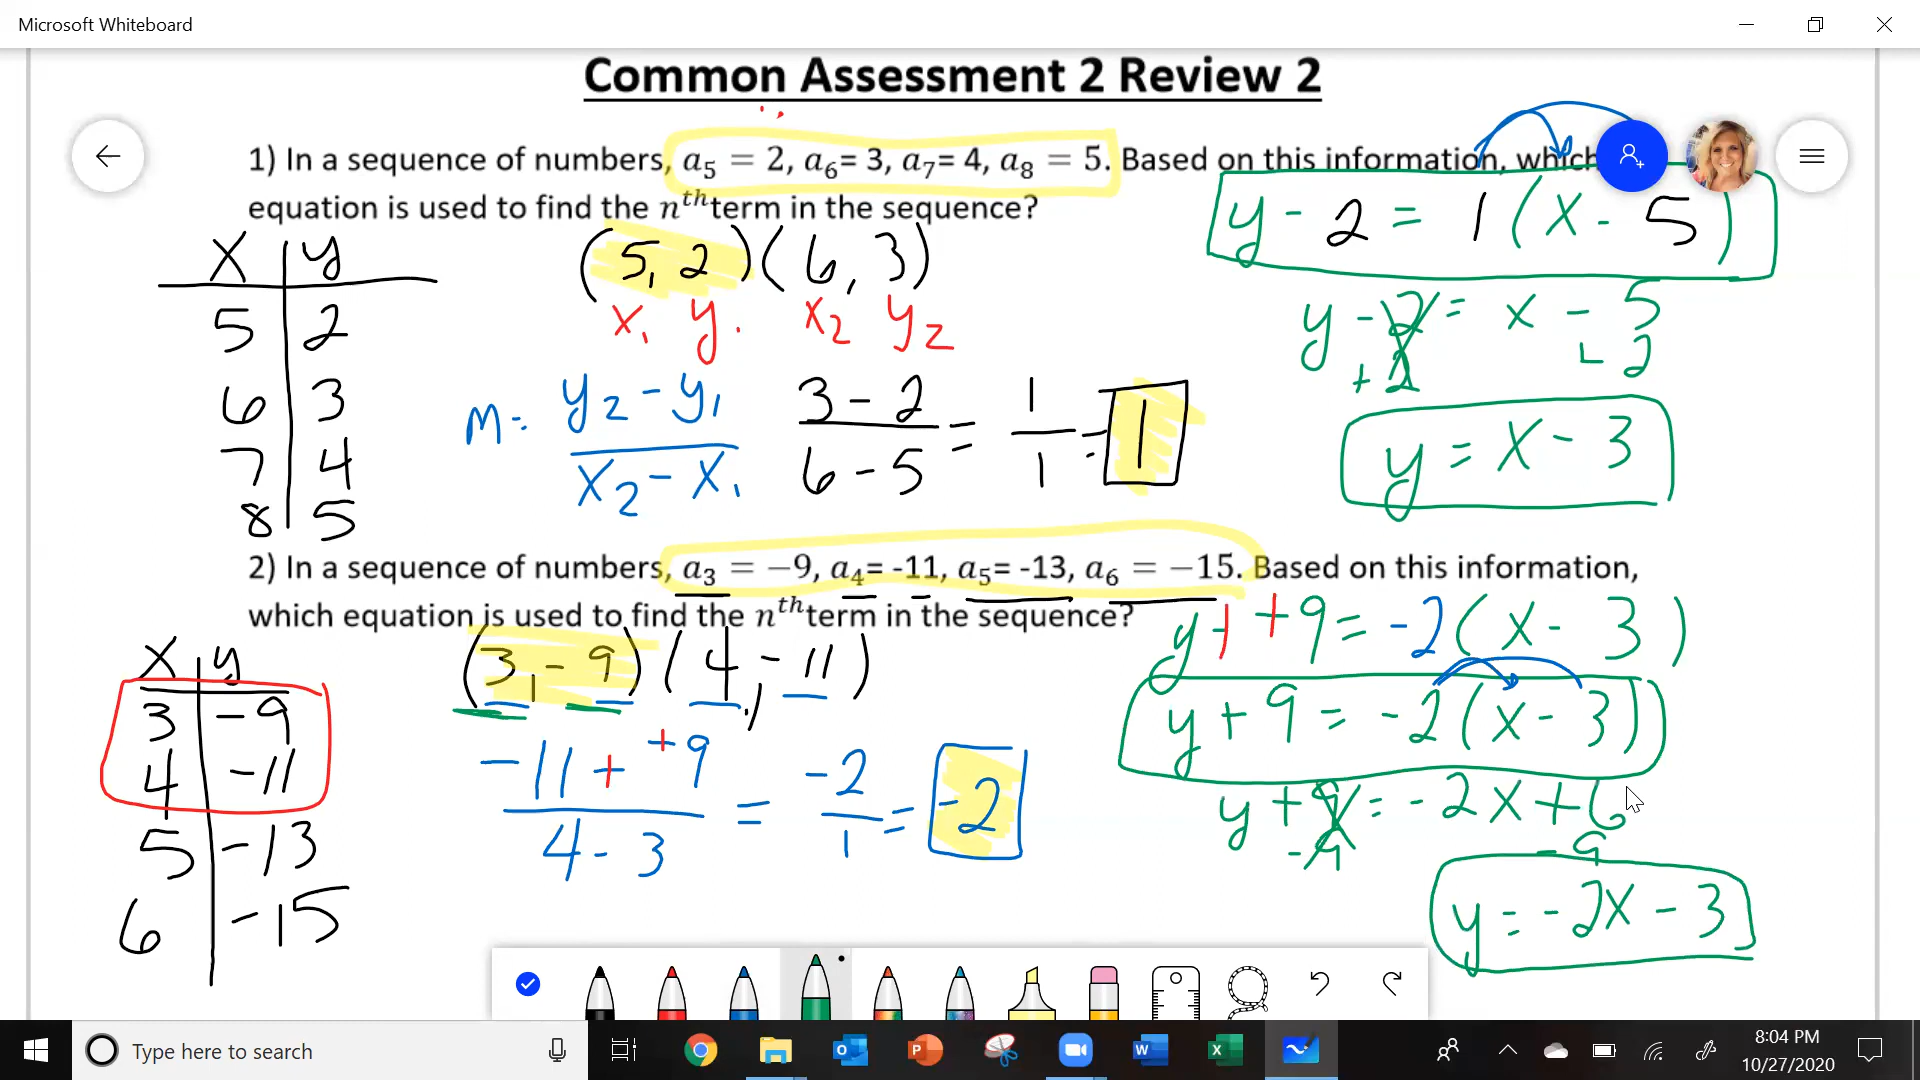 Microsoft Whiteboard
Common Assessment 2 Review 2
1) In a sequence of numbers, a₅ = 2, a₆= 3, a₇= 4, a₈ = 5. Based on this information, which
equation is used to find the nᵗʰ term in the sequence?
x y
5 2
6 3
7 4
8 5
(5, 2) (6, 3)
x₁ y₁ x₂ y₂
m = y₂ - y₁ / x₂ - x₁
3 - 2 / 6 - 5 = 1 / 1 = 1
y - 2 = 1 (x - 5)
y - 2 = x - 5
+ 2 + 2
y = x - 3
2) In a sequence of numbers, a₃ = −9, a₄= -11, a₅= -13, a₆ = −15. Based on this information,
which equation is used to find the nᵗʰ term in the sequence?
x y
3 -9
4 -11
5 -13
6 -15
(3, -9) (4, -11)
-11 + +9 / 4 - 3 = -2 / 1 = -2
y + 9 = -2 (x - 3)
y + 9 = -2 (x - 3)
y + 9 = -2x + 6
- 9 - 9
y = -2x - 3
Type here to search
8:04 PM
10/27/2020